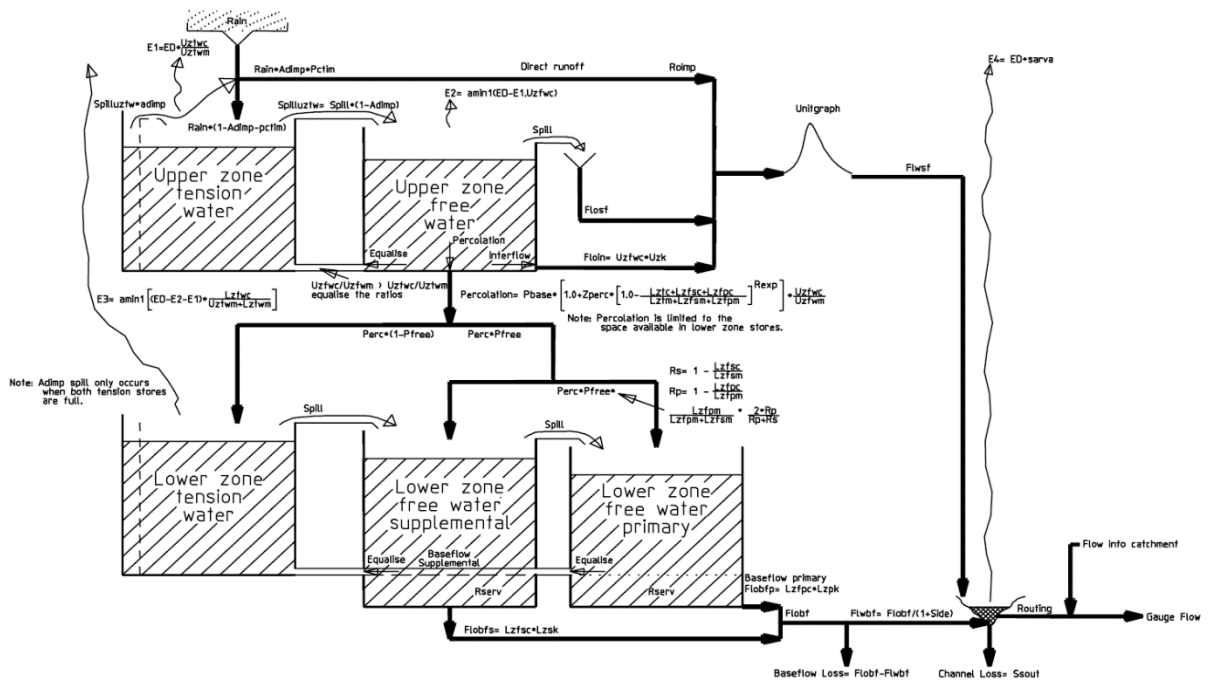 Rain
E1=ED*Uztwc/Uztwm
Rain*Adimp*Pctim
Direct runoff
Roimp
E4= ED*sarva
Spilluztw*adimp
Spilluztw= Spill*(1-Adimp)
E2= amin1(ED-E1,Uzfwc)
Unitgraph
Rain*(1-Adimp-pctim)
Spill
Flwsf
Upper zone
tension
water
Upper zone
free
water
Flosf
Percolation
Equalise
Interflow
Floin= Uzfwc*Uzk
Uzfwc/Uzfwm > Uztwc/Uztwm
equalise the ratios
E3= amin1[(ED-E2-E1)*Lztwc/Uztwm+Lztwm]
Percolation= Pbase*[1.0+Zperc*[1.0-Lztc+Lzfsc+Lzfpc/Lztm+Lzfsm+Lzfpm]Rexp]*Uzfwc/Uzfwm
Note: Percolation is limited to the
space available in lower zone stores.
Perc*(1-Pfree)
Perc*Pfree
Note: Adimp spill only occurs
when both tension stores
are full.
Rs= 1 - Lzfsc/Lzfsm
Rp= 1 - Lzfpc/Lzfpm
Perc*Pfree*
Lzfpm/Lzfpm+Lzfsm * 2*Rp/Rp+Rs
Spill
Spill
Lower zone
tension
water
Lower zone
free water
supplemental
Lower zone
free water
primary
Equalise
Baseflow
Supplemental
Equalise
Rserv
Rserv
Baseflow primary
Flobfp= Lzfpc*Lzpk
Flow into catchment
Flobfs= Lzfsc*Lzsk
Flobf
Flwbf= Flobf/(1+Side)
Routing
Gauge Flow
Baseflow Loss= Flobf-Flwbf
Channel Loss= Ssout